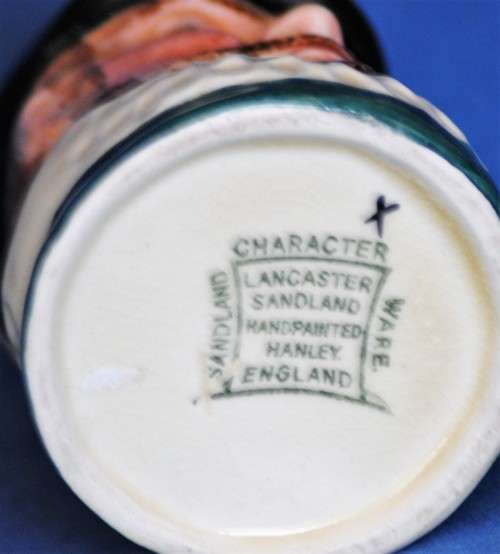 X
CHARACTER
SANDLAND
LANCASTER
SANDLAND
HANDPAINTED
HANLEY.
ENGLAND
WARE.